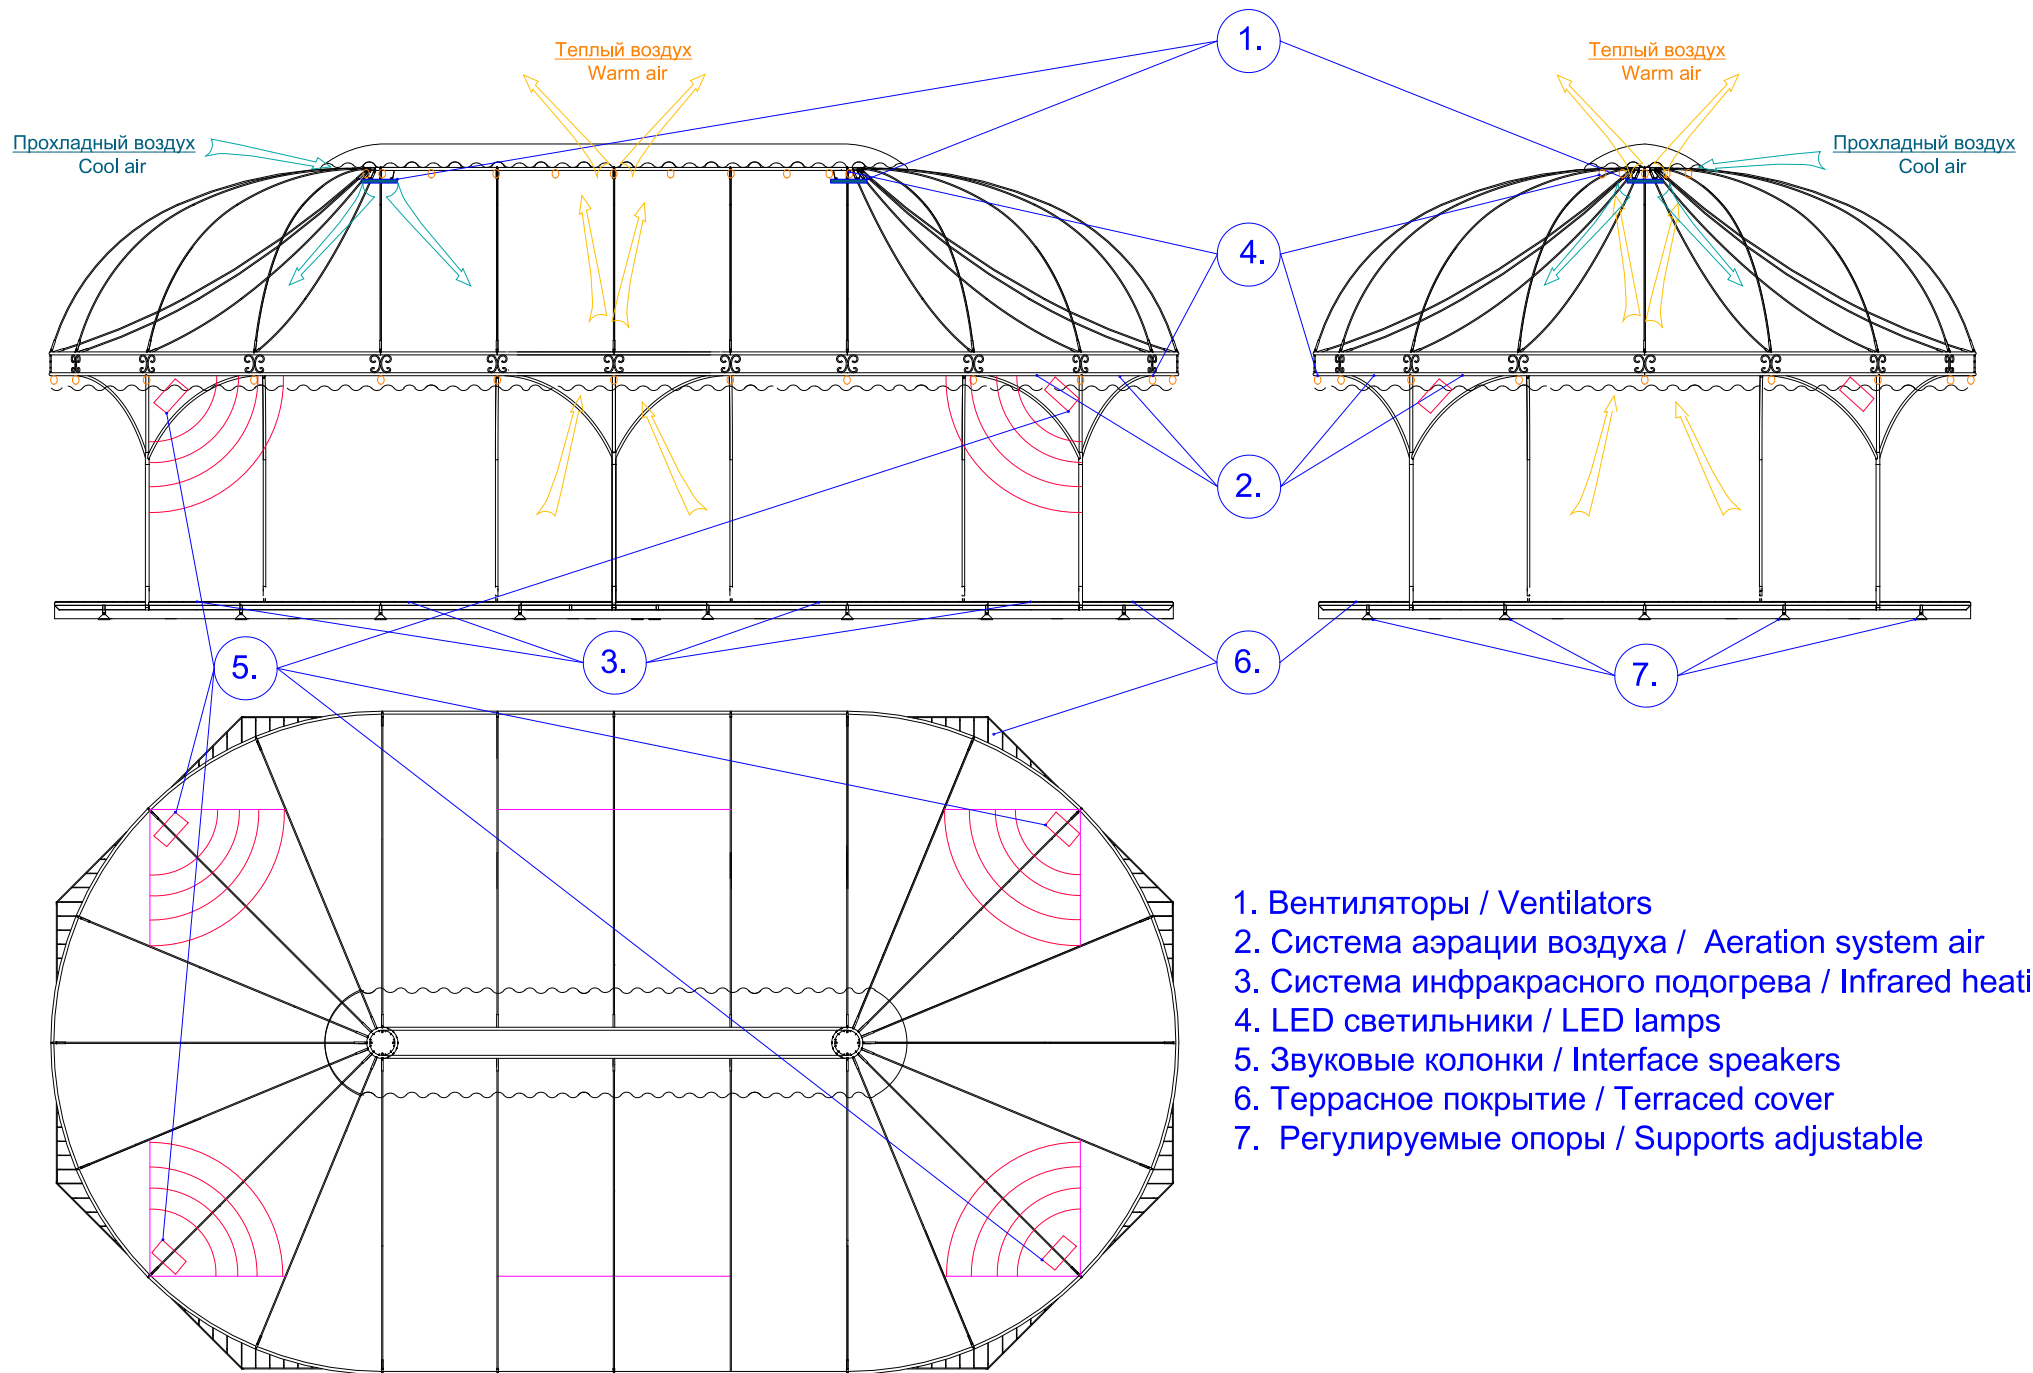 Теплый воздух
Warm air
Теплый воздух
Warm air
Прохладный воздух
Cool air
Прохладный воздух
Cool air
1.
4.
2.
5.
3.
6.
7.
1. Вентиляторы / Ventilators
2. Система аэрации воздуха / Aeration system air
3. Система инфракрасного подогрева / Infrared heati
4. LED светильники / LED lamps
5. Звуковые колонки / Interface speakers
6. Террасное покрытие / Terraced cover
7. Регулируемые опоры / Supports adjustable